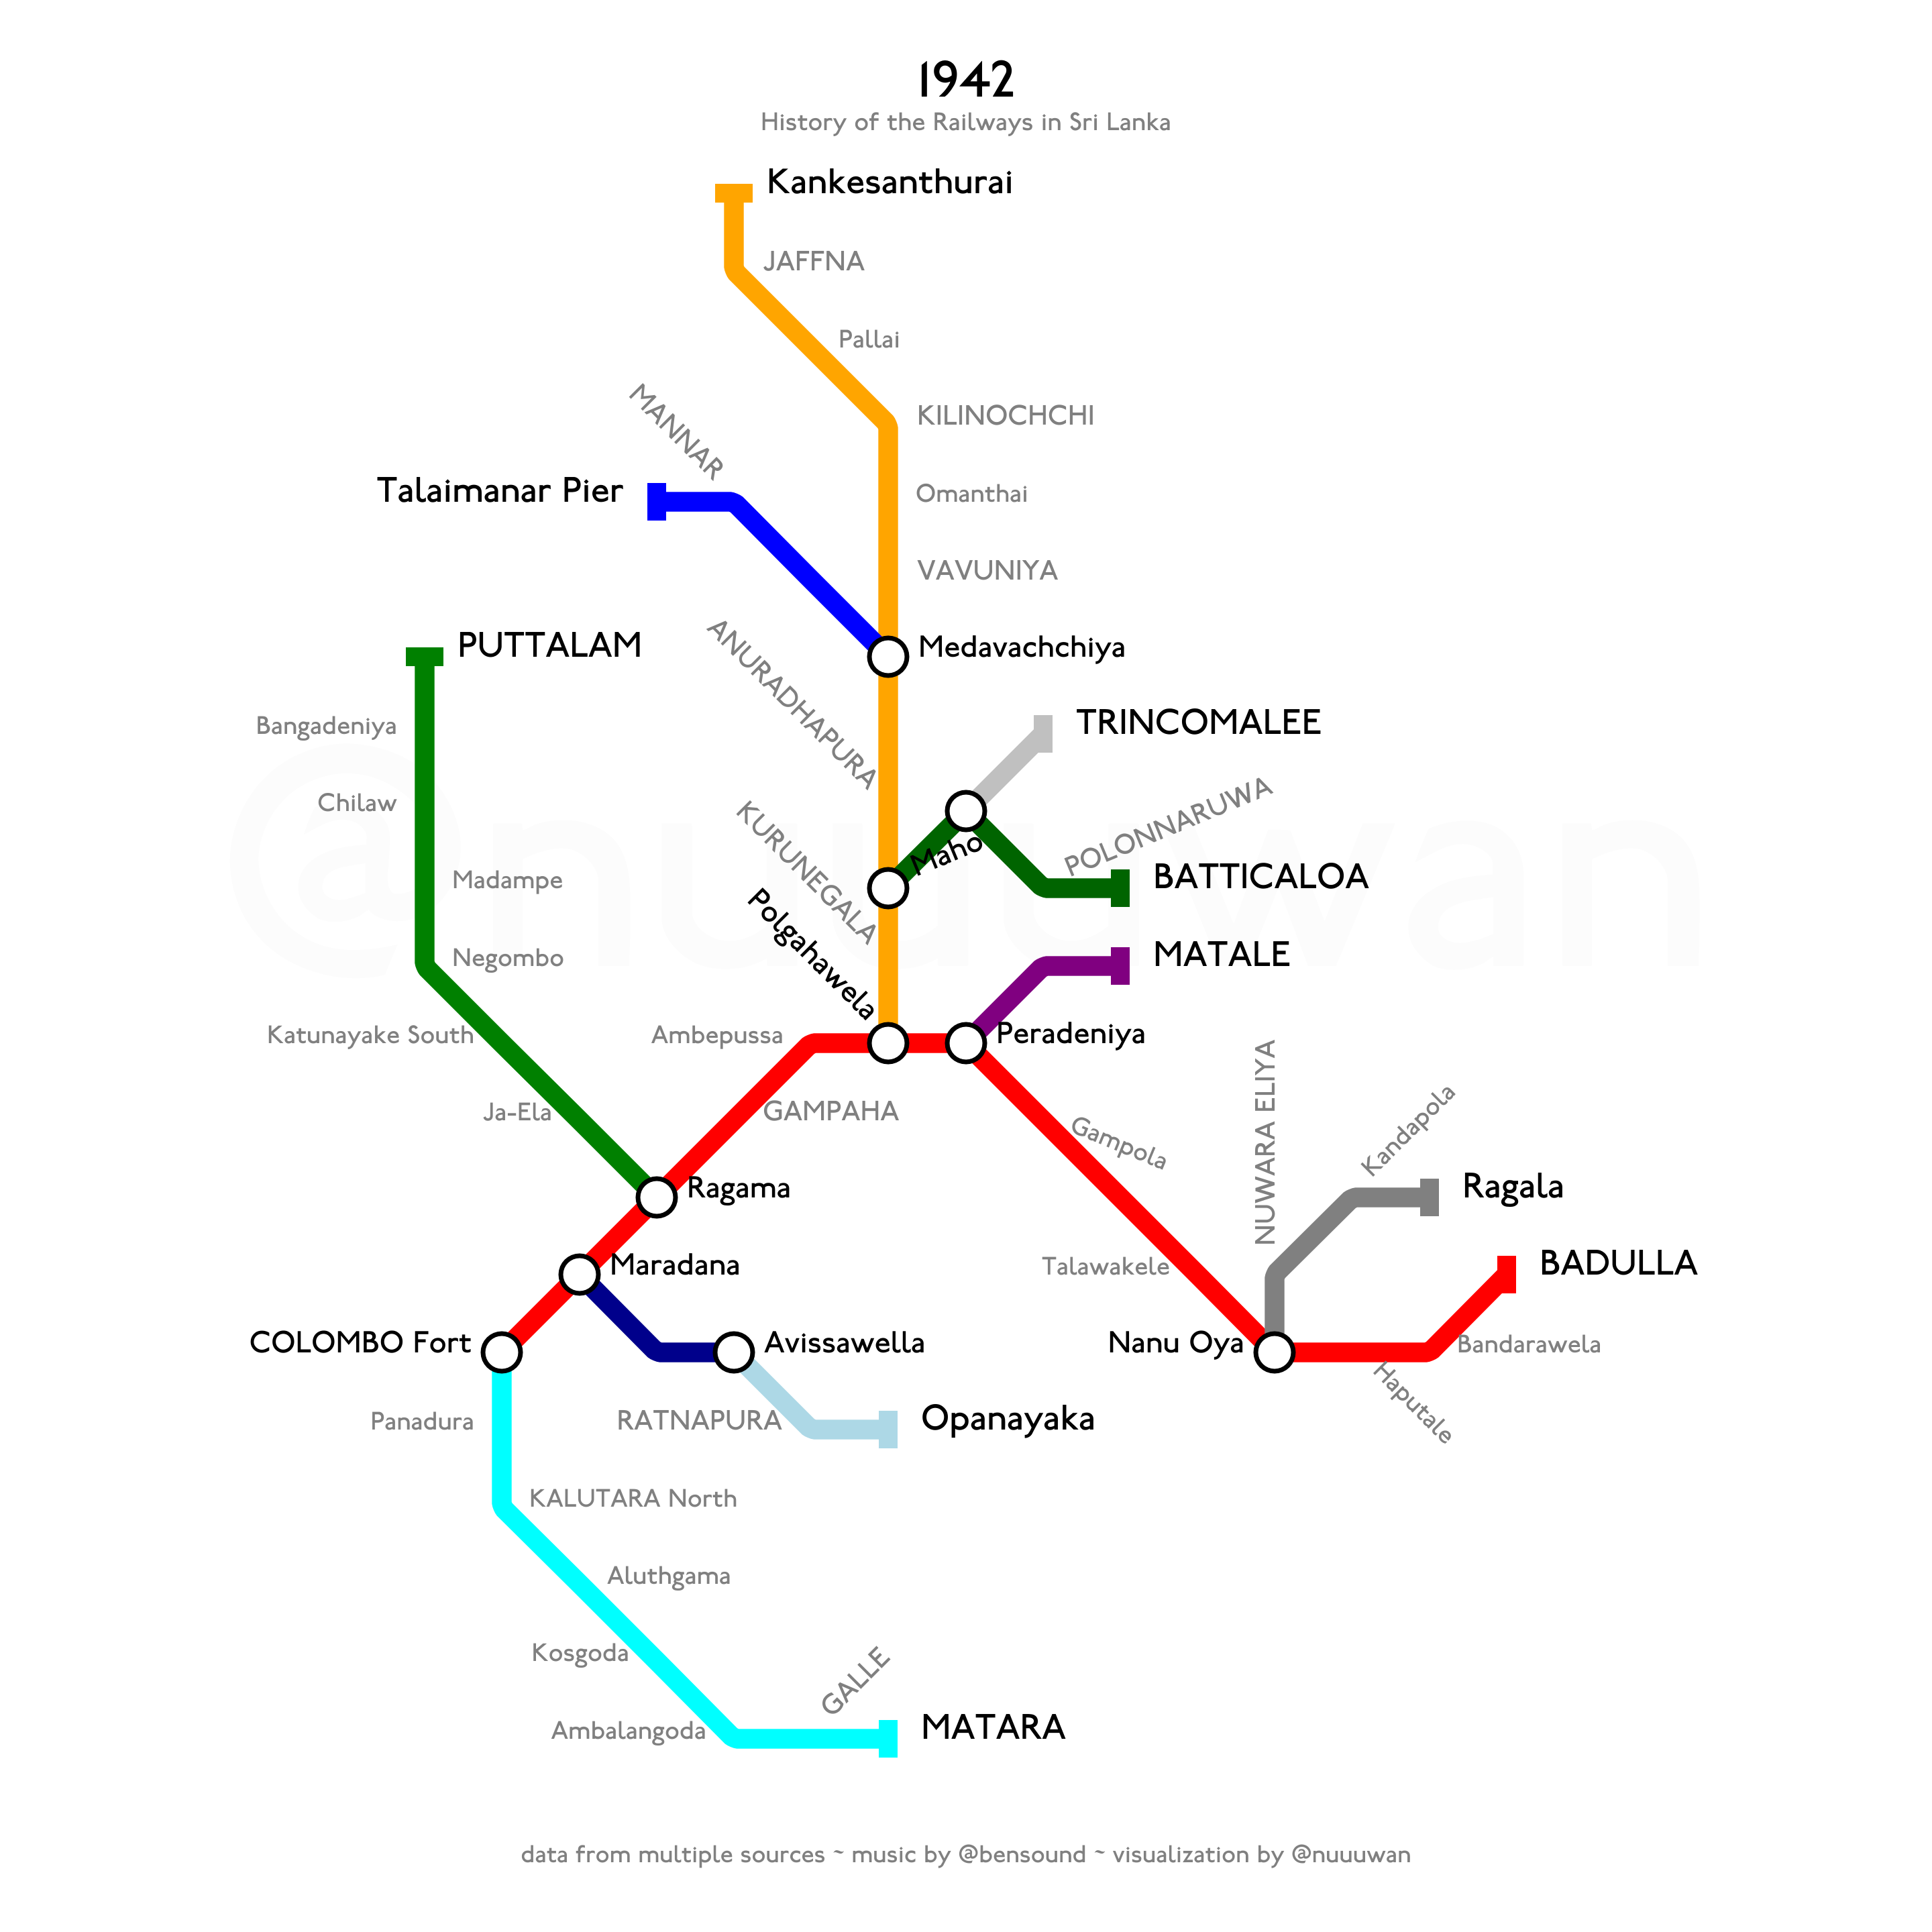 1942
History of the Railways in Sri Lanka
Kankesanthurai
JAFFNA
Pallai
MANNAR
KILINOCHCHI
Talaimanar Pier
Omanthai
VAVUNIYA
ANURADHAPURA
PUTTALAM
Medavachchiya
Bangadeniya
TRINCOMALEE
Chilaw
KURUNEGALA
Maho
POLONNARUWA
@nuuuwan
Madampe
BATTICALOA
Polgahawela
Negombo
MATALE
Katunayake South
Ambepussa
Peradeniya
NUWARA ELIYA
Ja-Ela
GAMPAHA
Gampola
Kandapola
Ragama
Ragala
Maradana
Talawakele
BADULLA
COLOMBO Fort
Avissawella
Nanu Oya
Bandarawela
Haputale
Panadura
RATNAPURA
Opanayaka
KALUTARA North
Aluthgama
Kosgoda
GALLE
Ambalangoda
MATARA
data from multiple sources ~ music by @bensound ~ visualization by @nuuuwan